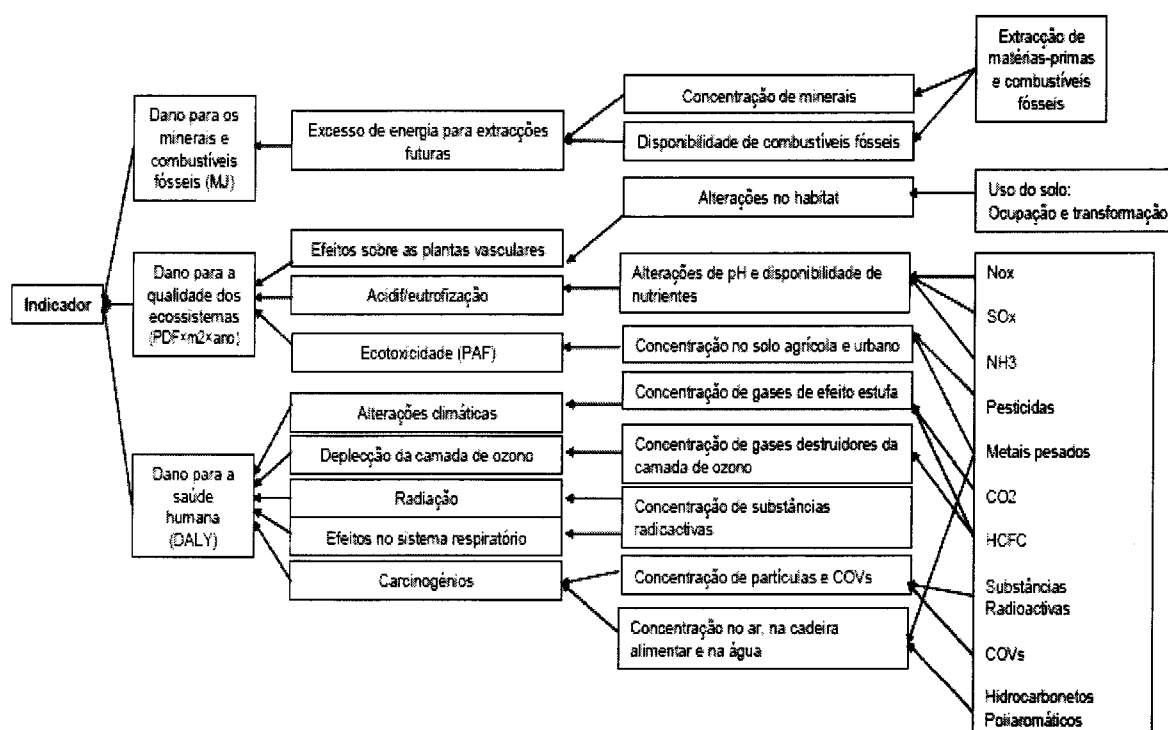 Indicador
Dano para os
minerais e
combustíveis
fósseis (MJ)
Dano para a
qualidade dos
ecossistemas
(PDF×m2×ano)
Dano para a
saúde
humana
(DALY)
Excesso de energia para extracções
futuras
Efeitos sobre as plantas vasculares
Acidif/eutrofização
Ecotoxicidade (PAF)
Alterações climáticas
Deplecção da camada de ozono
Radiação
Efeitos no sistema respiratório
Carcinogénios
Concentração de minerais
Disponibilidade de combustíveis fósseis
Alterações no habitat
Alterações de pH e disponibilidade de
nutrientes
Concentração no solo agrícola e urbano
Concentração de gases de efeito estufa
Concentração de gases destruidores da
camada de ozono
Concentração de substâncias
radioactivas
Concentração de partículas e COVs
Concentração no ar, na cadeira
alimentar e na água
Extracção de
matérias-primas
e combustíveis
fósseis
Uso do solo:
Ocupação e transformação
Nox
SOx
NH3
Pesticidas
Metais pesados
CO2
HCFC
Substâncias
Radioactivas
COVs
Hidrocarbonetos
Poliaromáticos